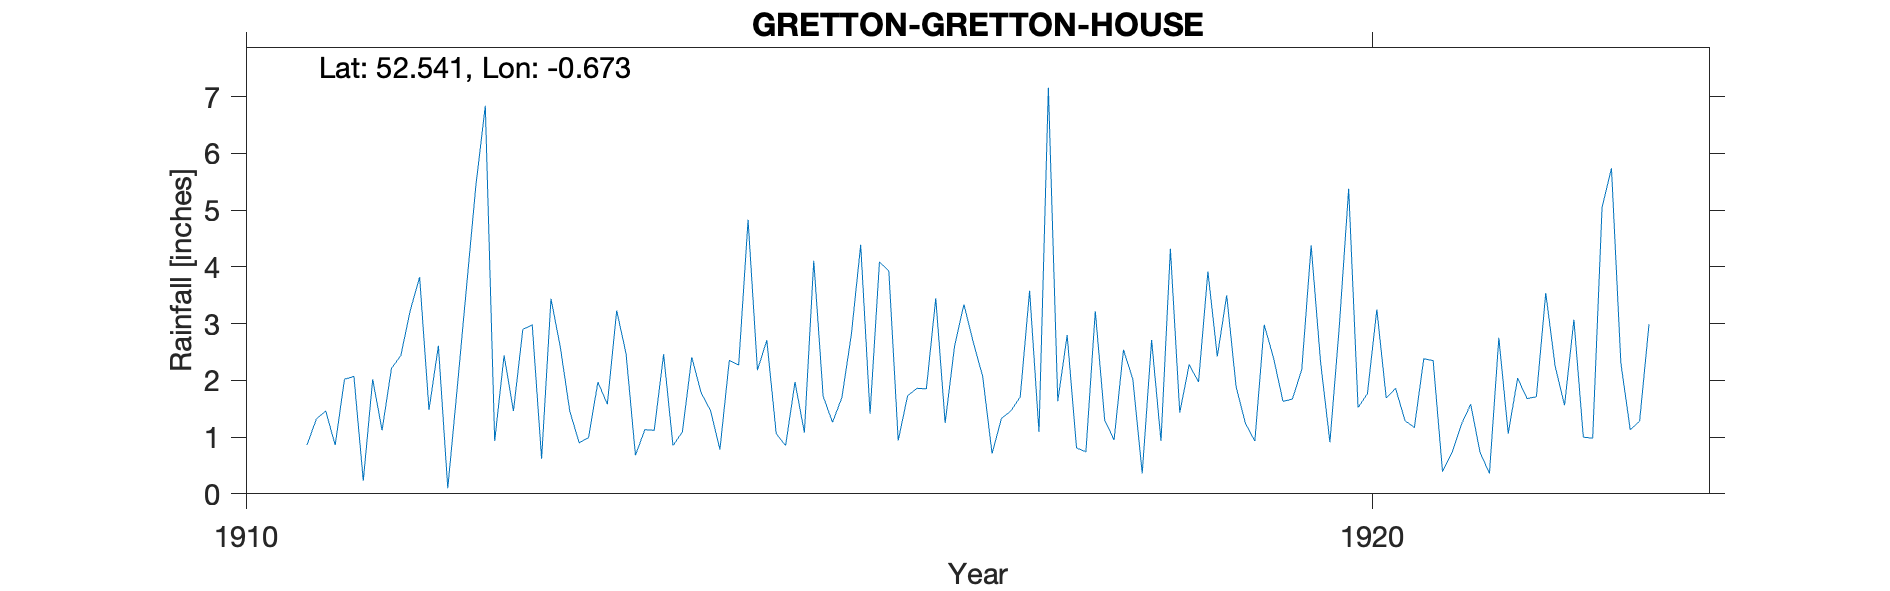 GRETTON-GRETTON-HOUSE
Lat: 52.541, Lon: -0.673
7
6
5
4
3
2
1
0
Rainfall [inches]
1910
1920
Year